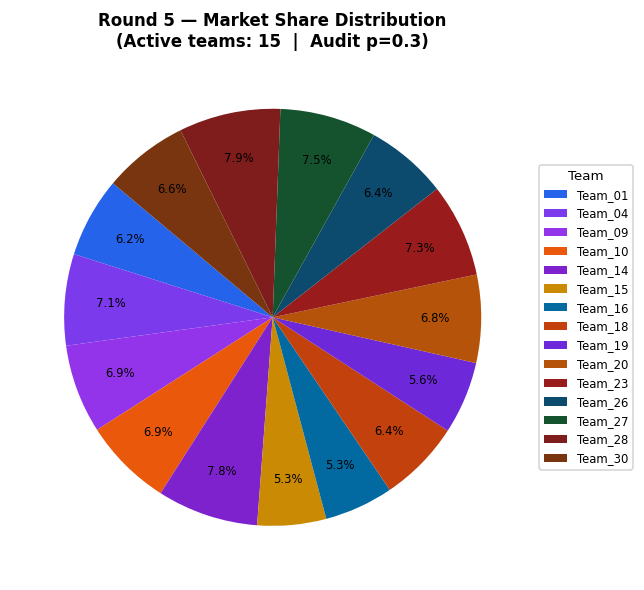 Round 5 — Market Share Distribution
(Active teams: 15 | Audit p=0.3)
7.9%
7.5%
6.6%
6.4%
6.2%
7.3%
7.1%
6.8%
6.9%
5.6%
6.9%
6.4%
7.8%
5.3%
5.3%
Team
Team_01
Team_04
Team_09
Team_10
Team_14
Team_15
Team_16
Team_18
Team_19
Team_20
Team_23
Team_26
Team_27
Team_28
Team_30